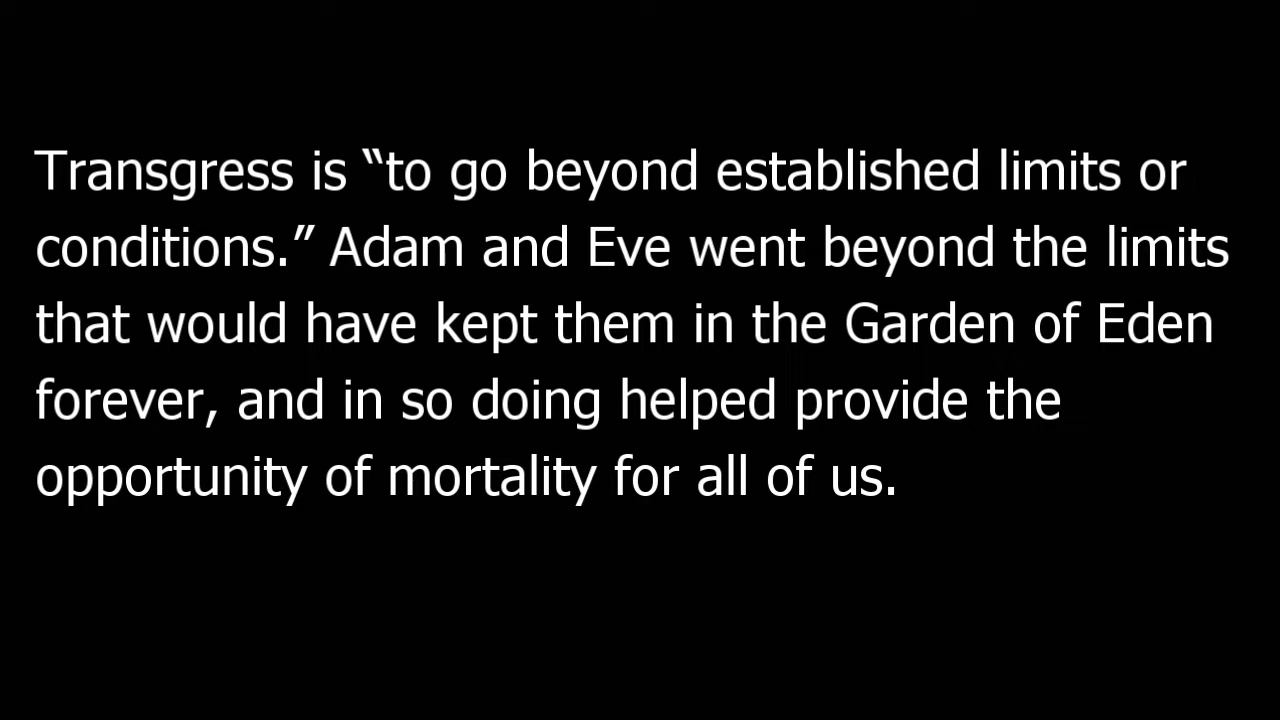 Transgress is “to go beyond established limits or
conditions.” Adam and Eve went beyond the limits
that would have kept them in the Garden of Eden
forever, and in so doing helped provide the
opportunity of mortality for all of us.